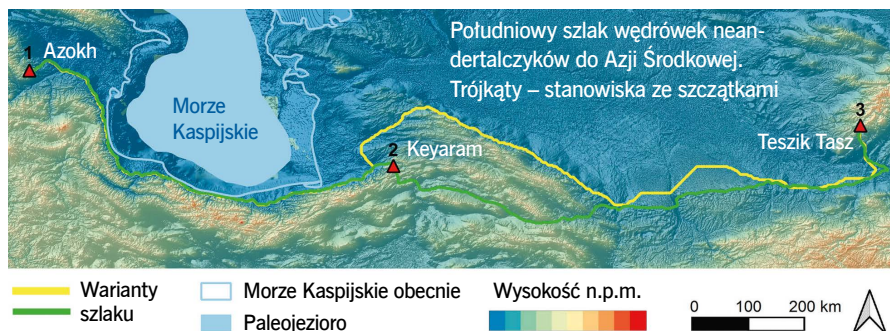 Południowy szlak wędrówek nean-
dertalczyków do Azji Środkowej.
Trójkąty – stanowiska ze szczątkami
1
Azokh
Morze
Kaspijskie
2
Keyaram
3
Teszik Tasz
Warianty
szlaku
Morze Kaspijskie obecnie
Paleojezioro
Wysokość n.p.m.
0 100 200 km